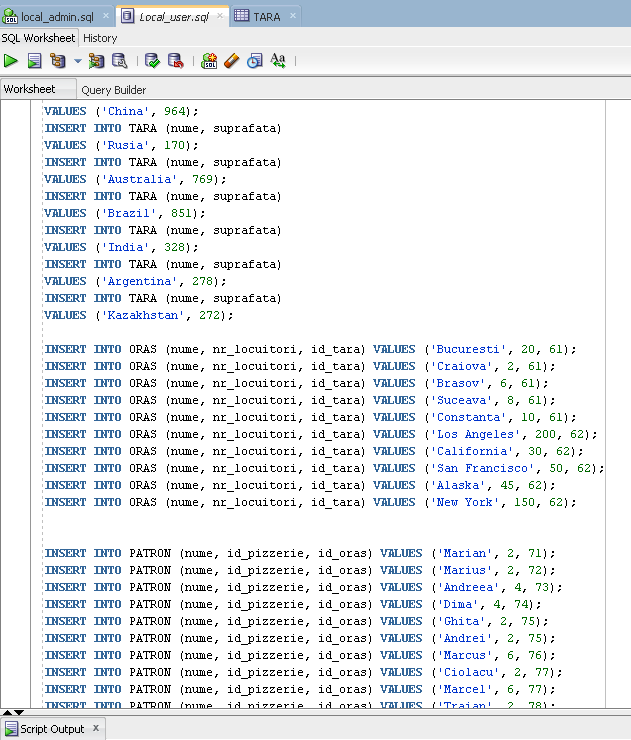 local_admin.sql
Local_user.sql
TARA
SQL Worksheet History
Worksheet Query Builder
VALUES ('China', 964);
INSERT INTO TARA (nume, suprafata)
VALUES ('Rusia', 170);
INSERT INTO TARA (nume, suprafata)
VALUES ('Australia', 769);
INSERT INTO TARA (nume, suprafata)
VALUES ('Brazil', 851);
INSERT INTO TARA (nume, suprafata)
VALUES ('India', 328);
INSERT INTO TARA (nume, suprafata)
VALUES ('Argentina', 278);
INSERT INTO TARA (nume, suprafata)
VALUES ('Kazakhstan', 272);
INSERT INTO ORAS (nume, nr_locuitori, id_tara) VALUES ('Bucuresti', 20, 61);
INSERT INTO ORAS (nume, nr_locuitori, id_tara) VALUES ('Craiova', 2, 61);
INSERT INTO ORAS (nume, nr_locuitori, id_tara) VALUES ('Brasov', 6, 61);
INSERT INTO ORAS (nume, nr_locuitori, id_tara) VALUES ('Suceava', 8, 61);
INSERT INTO ORAS (nume, nr_locuitori, id_tara) VALUES ('Constanta', 10, 61);
INSERT INTO ORAS (nume, nr_locuitori, id_tara) VALUES ('Los Angeles', 200, 62);
INSERT INTO ORAS (nume, nr_locuitori, id_tara) VALUES ('California', 30, 62);
INSERT INTO ORAS (nume, nr_locuitori, id_tara) VALUES ('San Francisco', 50, 62);
INSERT INTO ORAS (nume, nr_locuitori, id_tara) VALUES ('Alaska', 45, 62);
INSERT INTO ORAS (nume, nr_locuitori, id_tara) VALUES ('New York', 150, 62);
INSERT INTO PATRON (nume, id_pizzerie, id_oras) VALUES ('Marian', 2, 71);
INSERT INTO PATRON (nume, id_pizzerie, id_oras) VALUES ('Marius', 2, 72);
INSERT INTO PATRON (nume, id_pizzerie, id_oras) VALUES ('Andreea', 4, 73);
INSERT INTO PATRON (nume, id_pizzerie, id_oras) VALUES ('Dima', 4, 74);
INSERT INTO PATRON (nume, id_pizzerie, id_oras) VALUES ('Ghita', 2, 75);
INSERT INTO PATRON (nume, id_pizzerie, id_oras) VALUES ('Andrei', 2, 75);
INSERT INTO PATRON (nume, id_pizzerie, id_oras) VALUES ('Marcus', 6, 76);
INSERT INTO PATRON (nume, id_pizzerie, id_oras) VALUES ('Ciolacu', 2, 77);
INSERT INTO PATRON (nume, id_pizzerie, id_oras) VALUES ('Marcel', 6, 77);
INSERT INTO PATRON (nume, id_pizzerie, id_oras) VALUES ('Traian', 2, 78);
Script Output